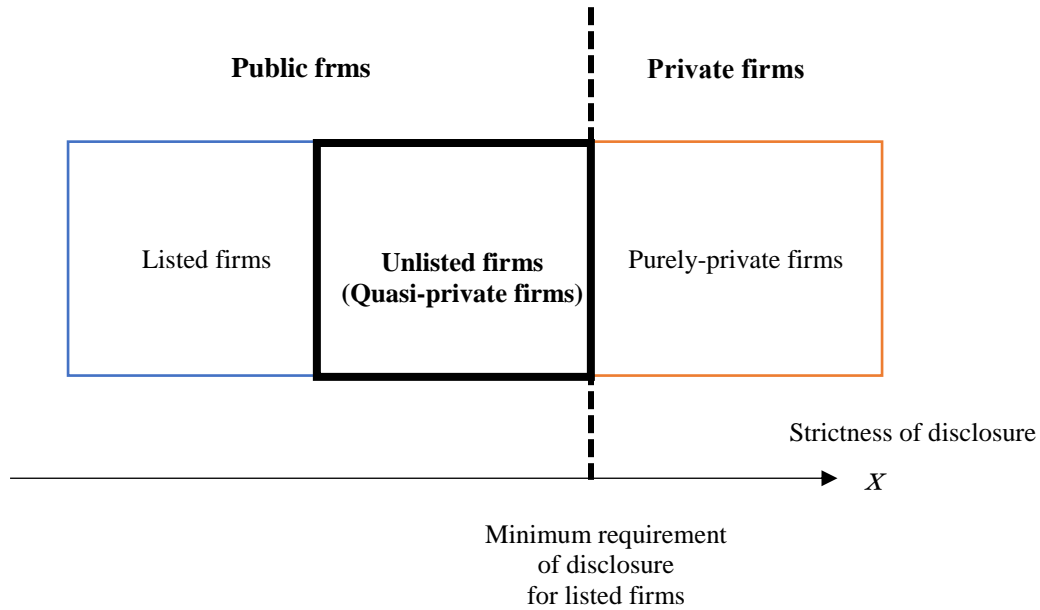 Public frms
Private firms
Listed firms
Unlisted firms
(Quasi-private firms)
Purely-private firms
Strictness of disclosure
X
Minimum requirement
of disclosure
for listed firms